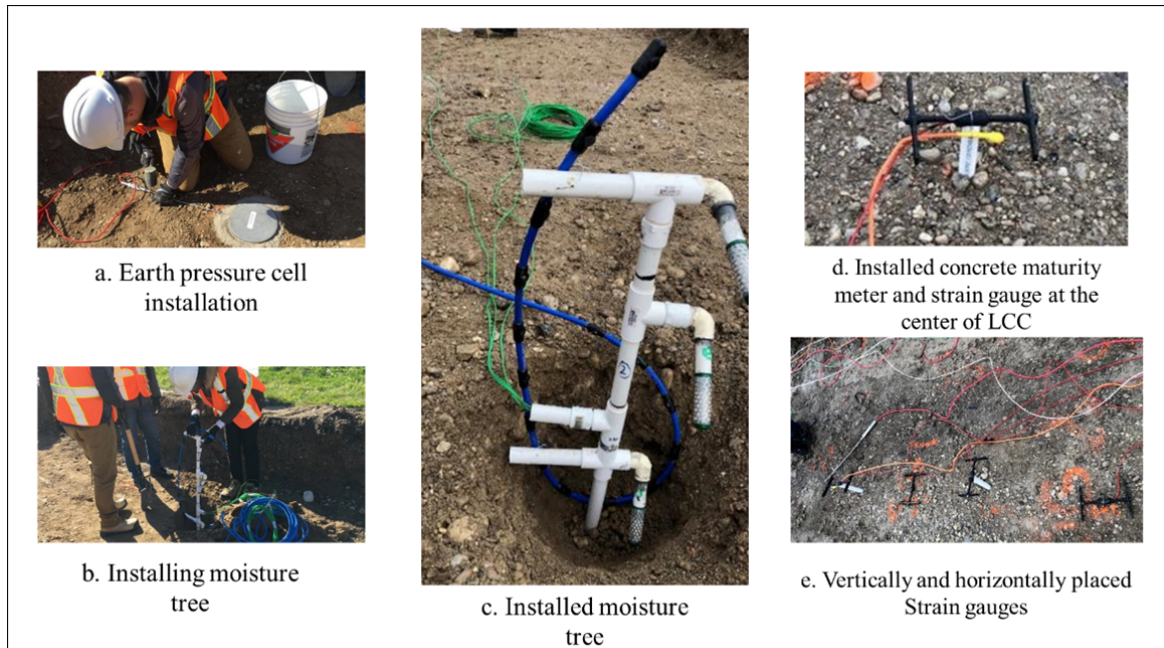 a. Earth pressure cell
installation
b. Installing moisture
tree
2
c. Installed moisture
tree
d. Installed concrete maturity
meter and strain gauge at the
center of LCC
e. Vertically and horizontally placed
Strain gauges